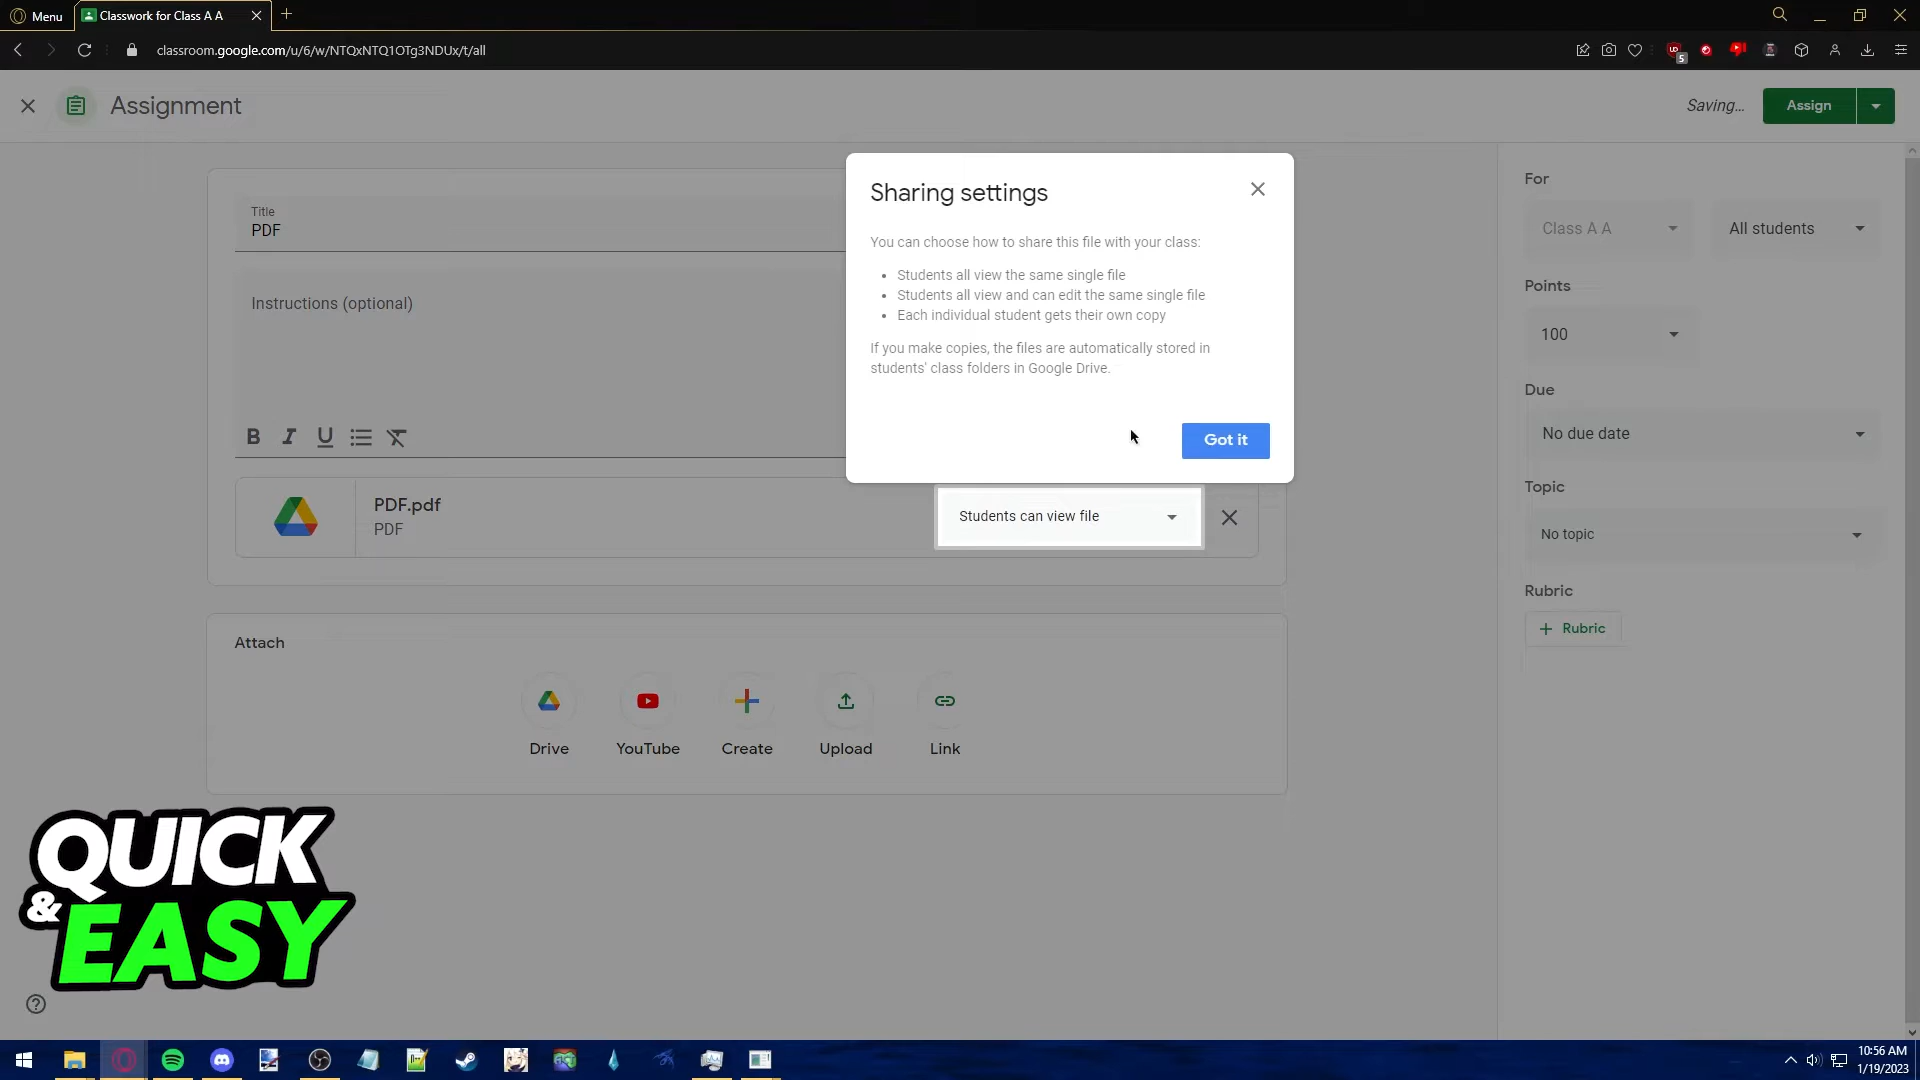 Menu
Classwork for Class A A
classroom.google.com/u/6/w/NTQxNTQ1OTg3NDUx/t/all
5
Assignment
Saving...
Assign
Title
PDF
Instructions (optional)
Sharing settings
You can choose how to share this file with your class:
Students all view the same single file
Students all view and can edit the same single file
Each individual student gets their own copy
If you make copies, the files are automatically stored in
students' class folders in Google Drive.
Got it
PDF.pdf
PDF
Students can view file
Attach
Drive
YouTube
Create
Upload
Link
For
Class A A
All students
Points
100
Due
No due date
Topic
No topic
Rubric
Rubric
QUICK
& EASY
10:56 AM
1/19/2023